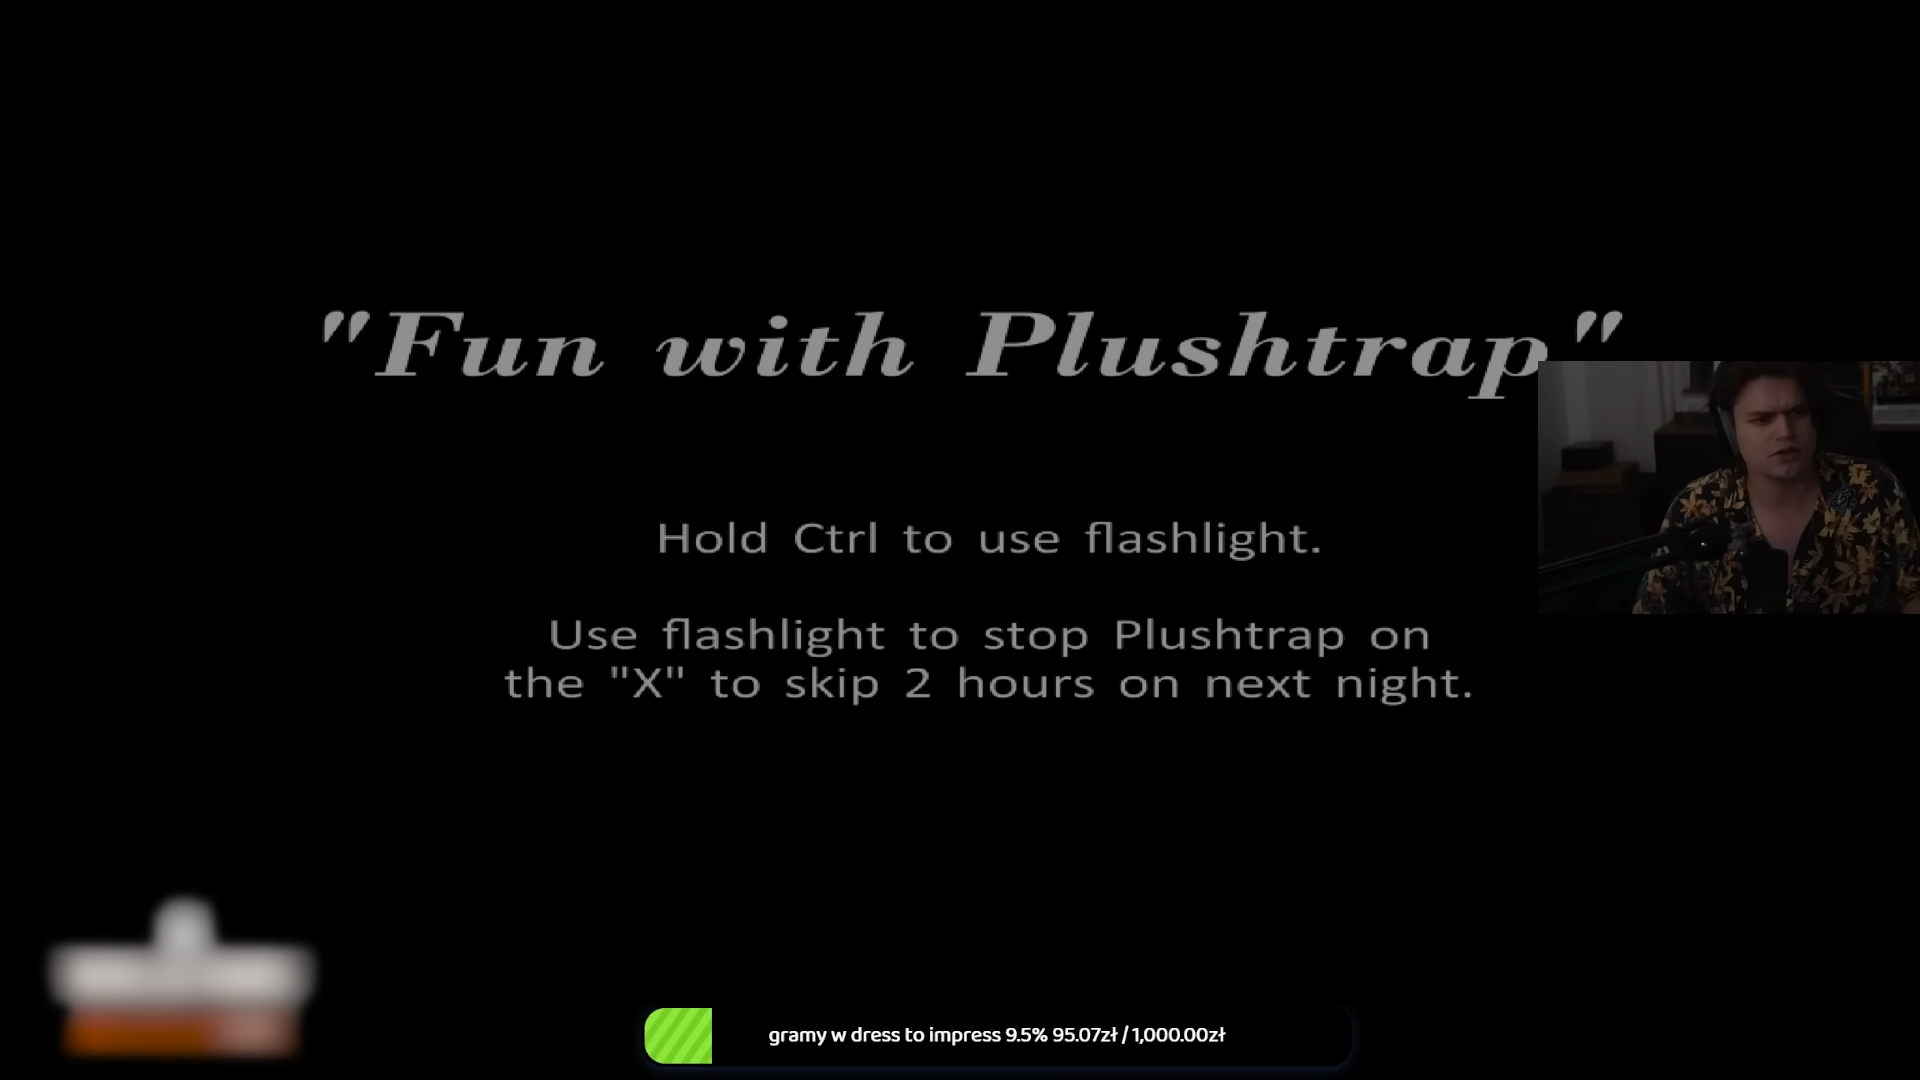 "Fun with Plushtrap"
Hold Ctrl to use flashlight.
Use flashlight to stop Plushtrap on
the "X" to skip 2 hours on next night.
gramy w dress to impress 9.5% 95.07zł / 1,000.00zł